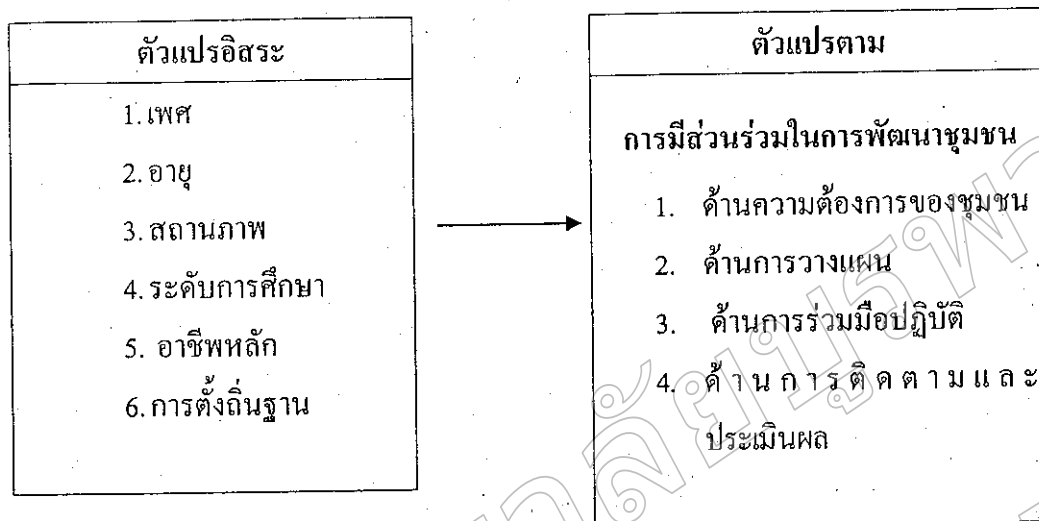 ตัวแปรอิสระ
1. เพศ
2. อายุ
3. สถานภาพ
4. ระดับการศึกษา
5. อาชีพหลัก
6. การตั้งถิ่นฐาน
ตัวแปรตาม
การมีส่วนร่วมในการพัฒนาชุมชน
1. ด้านความต้องการของชุมชน
2. ด้านการวางแผน
3. ด้านการร่วมมือปฏิบัติ
4. ด้านการติดตามและ
ประเมินผล